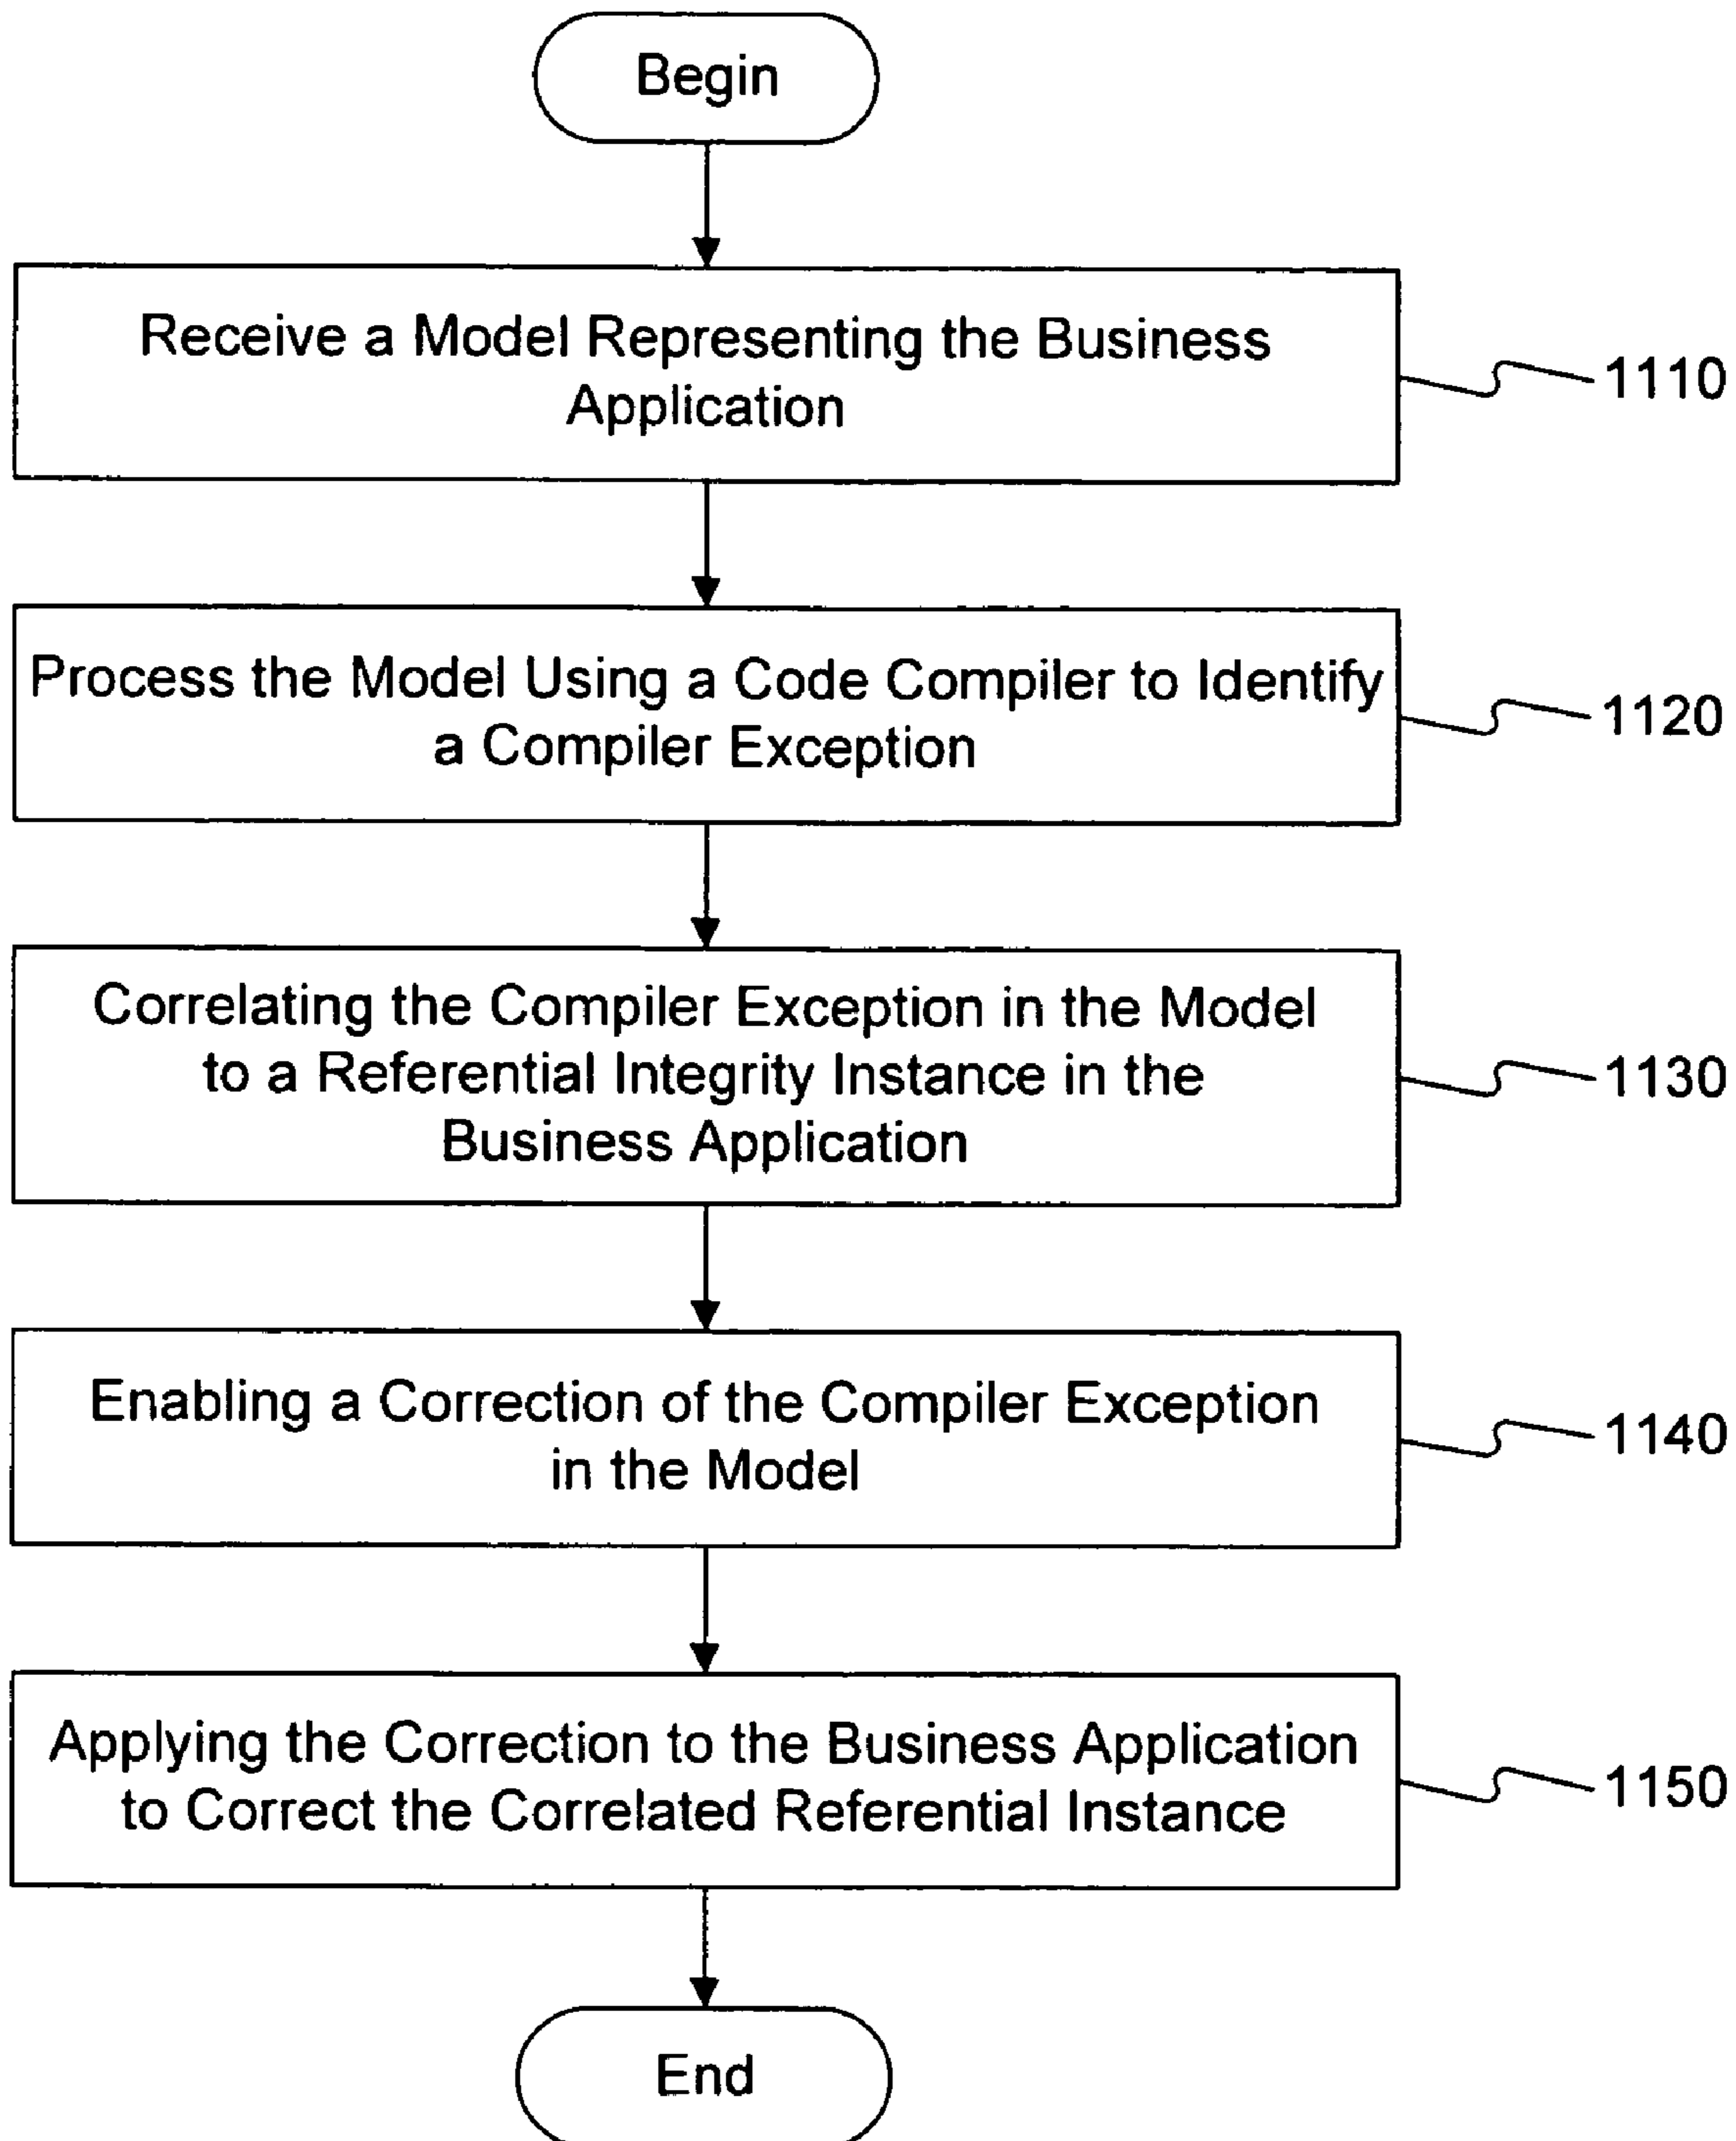 Begin
Receive a Model Representing the Business
Application
1110
Process the Model Using a Code Compiler to Identify
a Compiler Exception
1120
Correlating the Compiler Exception in the Model
to a Referential Integrity Instance in the
Business Application
1130
Enabling a Correction of the Compiler Exception
in the Model
1140
Applying the Correction to the Business Application
to Correct the Correlated Referential Instance
1150
End